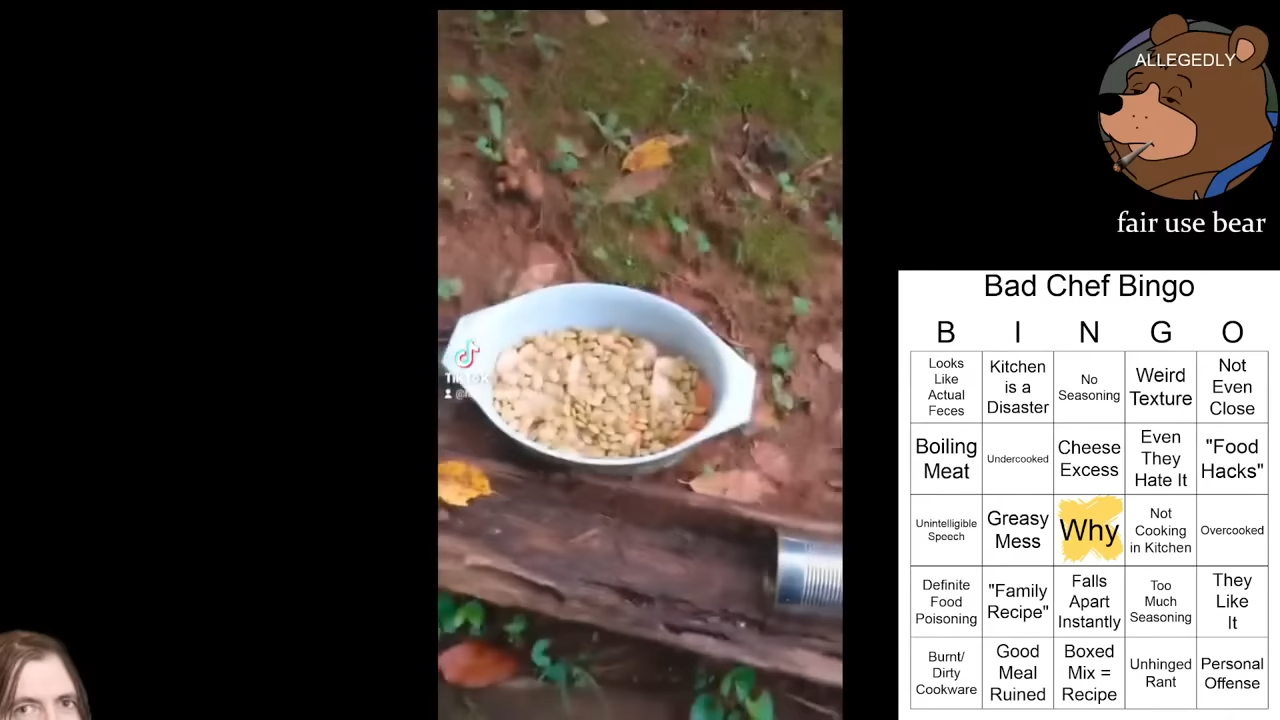 ALLEGEDLY
fair use bear
TikTok
Bad Chef Bingo
B I N G O
Looks
Like
Actual
Feces
Kitchen
is a
Disaster
No
Seasoning
Weird
Texture
Not
Even
Close
Boiling
Meat
Undercooked
Cheese
Excess
Even
They
Hate It
"Food
Hacks"
Unintelligible
Speech
Greasy
Mess
Why
Not
Cooking
in Kitchen
Overcooked
Definite
Food
Poisoning
"Family
Recipe"
Falls
Apart
Instantly
Too
Much
Seasoning
They
Like
It
Burnt/
Dirty
Cookware
Good
Meal
Ruined
Boxed
Mix =
Recipe
Unhinged
Rant
Personal
Offense